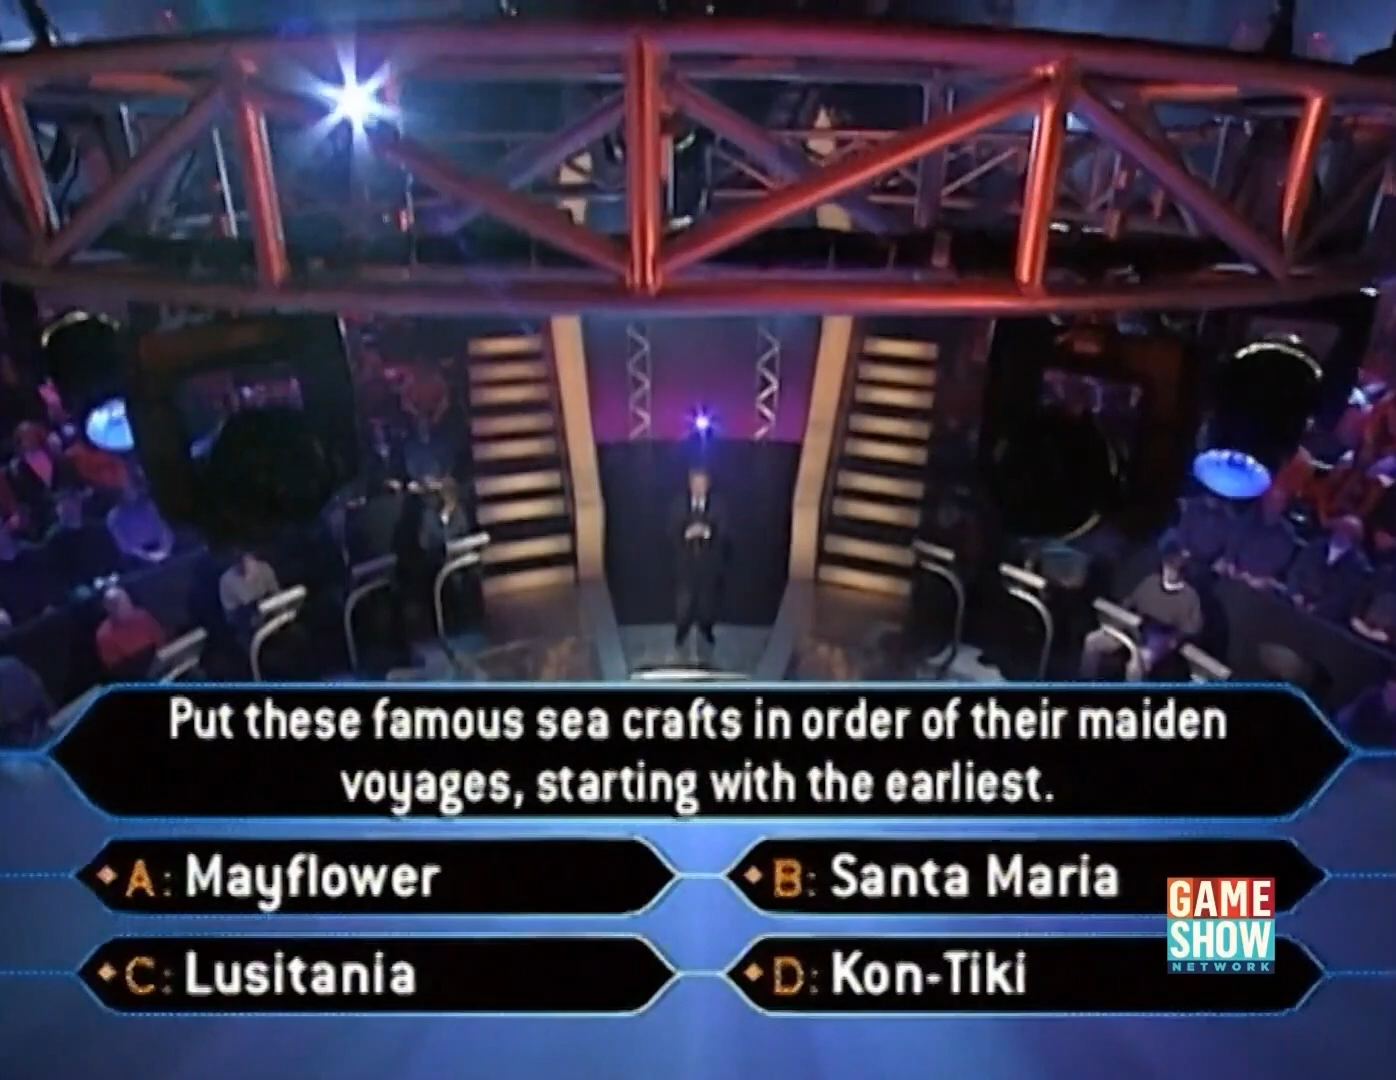 Put these famous sea crafts in order of their maiden
voyages, starting with the earliest.
A: Mayflower
B: Santa Maria
C: Lusitania
D: Kon-Tiki
GAME
SHOW
NETWORK